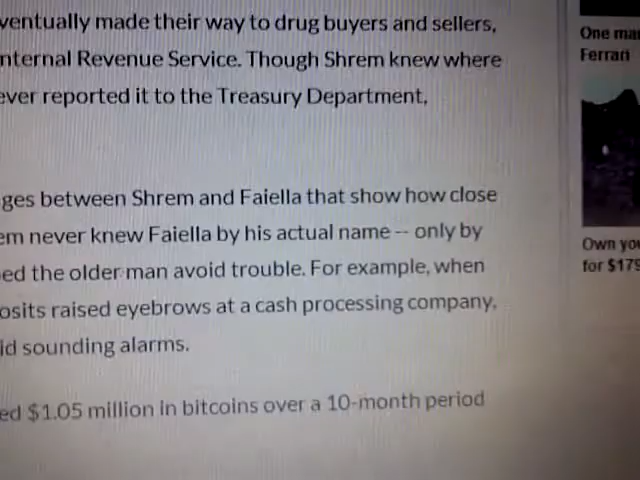 ventually made their way to drug buyers and sellers,
nternal Revenue Service. Though Shrem knew where
ever reported it to the Treasury Department,
ges between Shrem and Faiella that show how close
em never knew Faiella by his actual name -- only by
ed the older man avoid trouble. For example, when
osits raised eyebrows at a cash processing company,
id sounding alarms.
ed $1.05 million in bitcoins over a 10-month period
One ma
Ferrari
Own yo
for $179